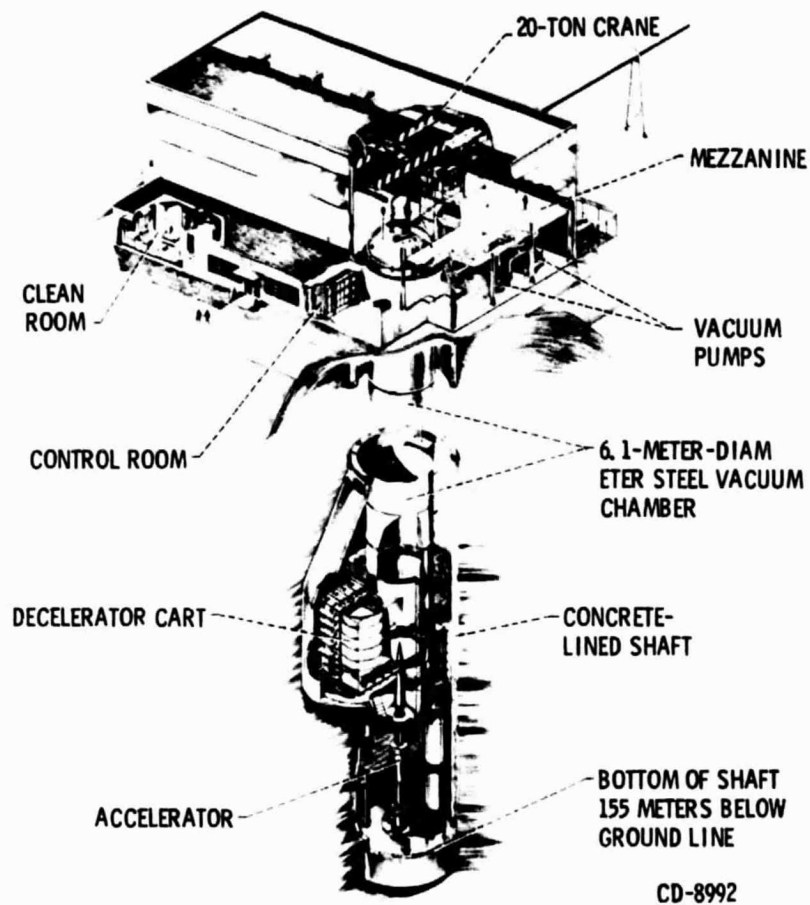 20-TON CRANE
MEZZANINE
CLEAN
ROOM
VACUUM
PUMPS
CONTROL ROOM
6.1-METER-DIAM
ETER STEEL VACUUM
CHAMBER
DECELERATOR CART
CONCRETE-
LINED SHAFT
ACCELERATOR
BOTTOM OF SHAFT
155 METERS BELOW
GROUND LINE
CD-8992